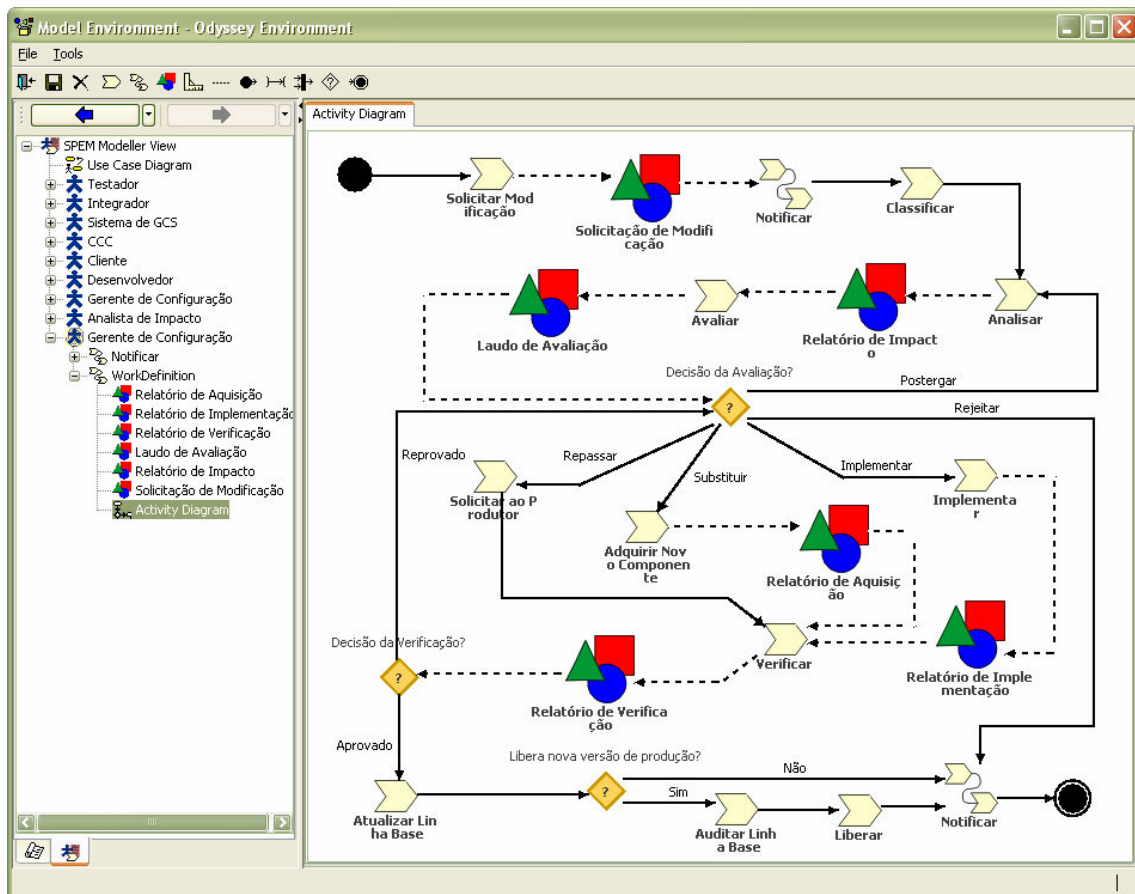 Model Environment - Odyssey Environment
File Tools
SPEM Modeller View
Use Case Diagram
Testador
Integrador
Sistema de GCS
CCC
Cliente
Desenvolvedor
Gerente de Configuração
Analista de Impacto
Gerente de Configuração
Notificar
WorkDefinition
Relatório de Aquisição
Relatório de Implementação
Relatório de Verificação
Laudo de Avaliação
Relatório de Impacto
Solicitação de Modificação
Activity Diagram
Activity Diagram
Solicitar Mod
ificação
Solicitação de Modifi
cação
Notificar
Classificar
Laudo de Avaliação
Avaliar
Relatório de Impact
o
Analisar
Decisão da Avaliação?
?
Postergar
Rejeitar
Reprovado
Repassar
Substituir
Implementar
Solicitar ao P
rodutor
Implementa
r
Adquirir Nov
o Componente
Relatório de Aquisiç
ão
Decisão da Verificação?
?
Verificar
Relatório de Imple
mentação
Relatório de Verifica
ção
Aprovado
Libera nova versão de produção?
?
Não
Sim
Atualizar Lin
ha Base
Auditar Linh
a Base
Liberar
Notificar